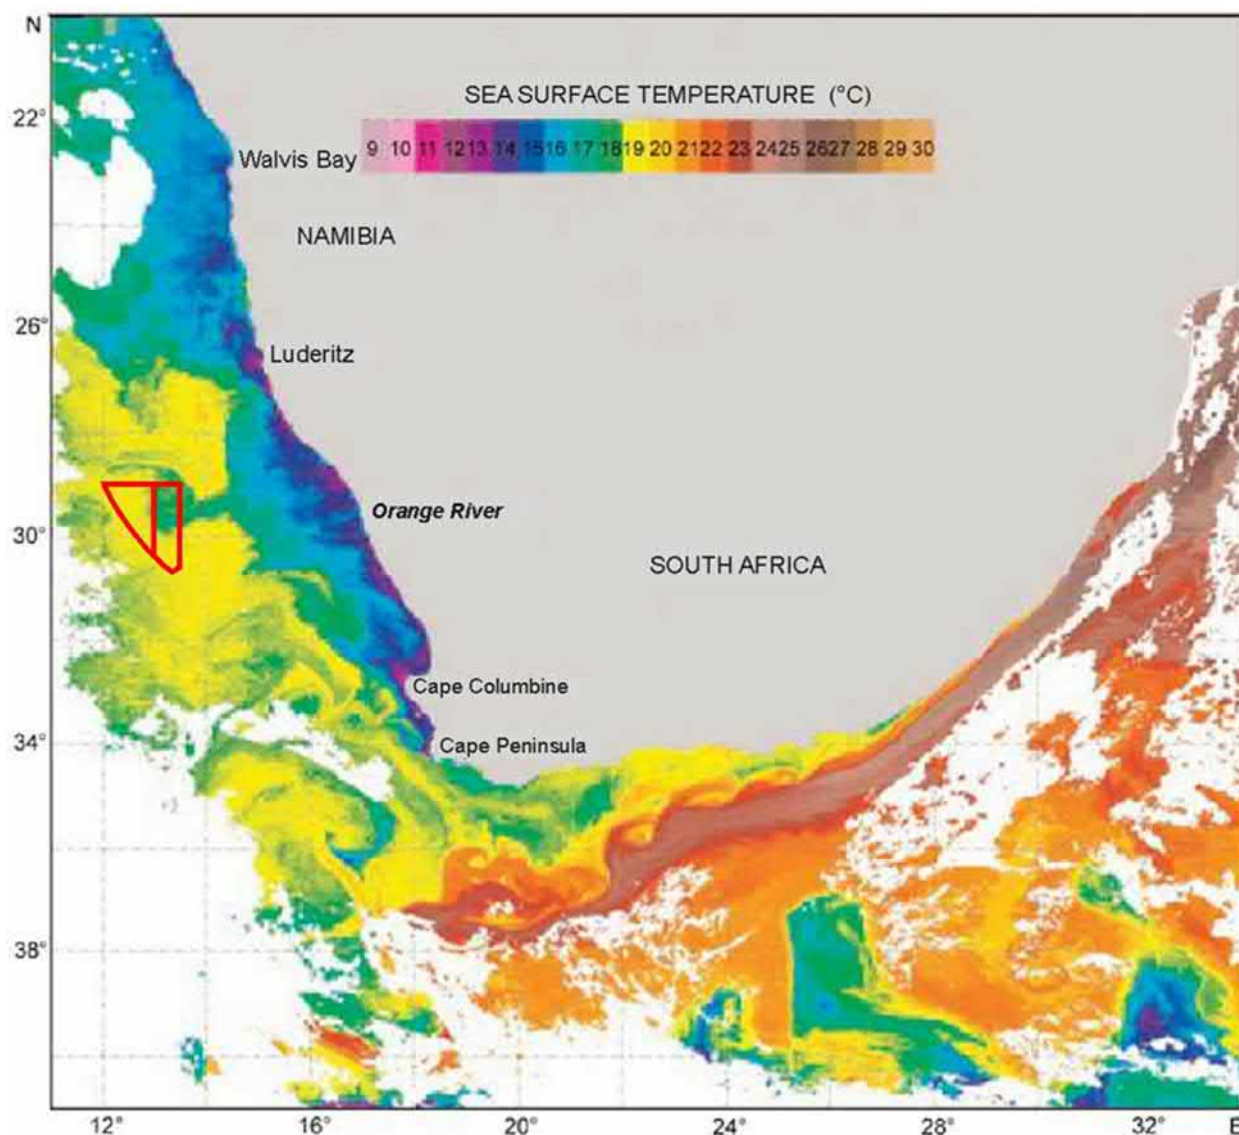 N
SEA SURFACE TEMPERATURE (°C)
22°
Walvis Bay
9 10 11 12 13 14 15 16 17 18 19 20 21 22 23 24 25 26 27 28 29 30
NAMIBIA
26°
Luderitz
Orange River
30°
SOUTH AFRICA
Cape Columbine
34°
Cape Peninsula
38°
12° 16° 20° 24° 28° 32° E